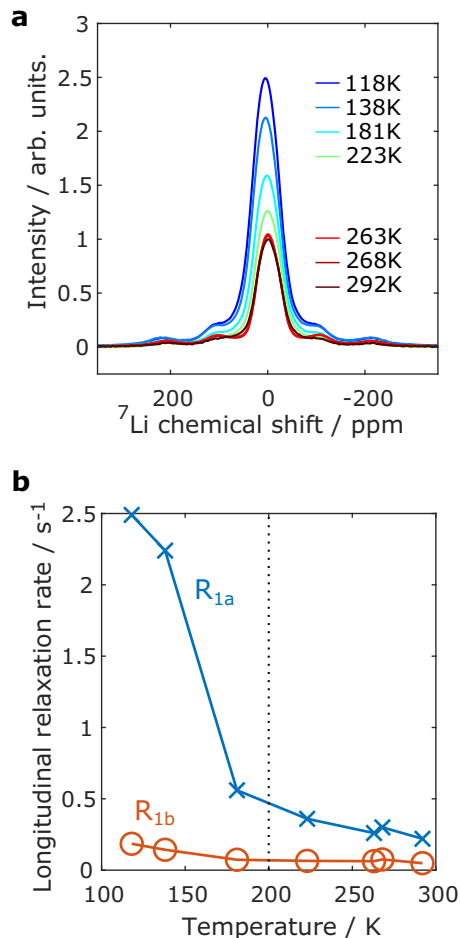 a
Intensity / arb. units.
3
2.5
2
1.5
1
0.5
0
118K
138K
181K
223K
263K
268K
292K
200
0
-200
⁷Li chemical shift / ppm
b
Longitudinal relaxation rate / s⁻¹
2.5
2
1.5
1
0.5
0
R₁ₐ
R₁b
100
150
200
250
300
Temperature / K